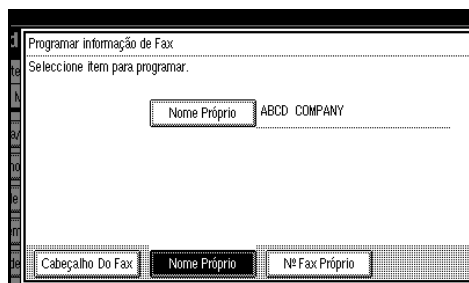 Programar informação de Fax
Seleccione item para programar.
Nome Próprio ABCD COMPANY
Cabeçalho Do Fax Nome Próprio Nº Fax Próprio